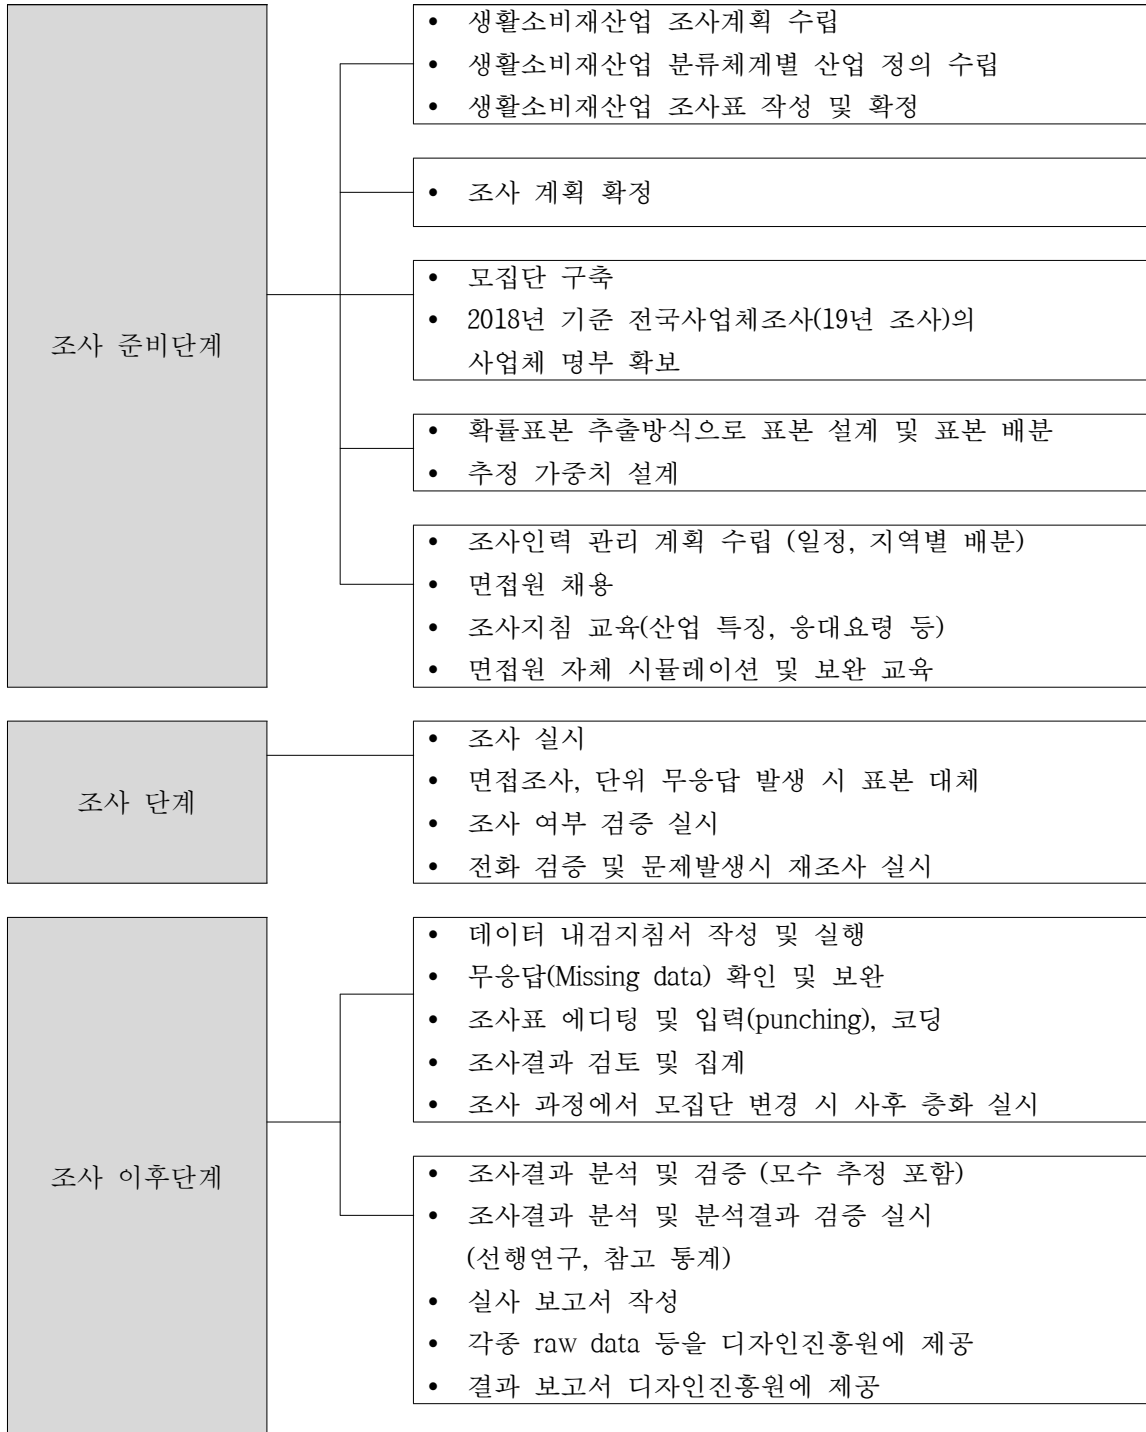 조사 준비단계
• 생활소비재산업 조사계획 수립
• 생활소비재산업 분류체계별 산업 정의 수립
• 생활소비재산업 조사표 작성 및 확정
• 조사 계획 확정
• 모집단 구축
• 2018년 기준 전국사업체조사(19년 조사)의
사업체 명부 확보
• 확률표본 추출방식으로 표본 설계 및 표본 배분
• 추정 가중치 설계
• 조사인력 관리 계획 수립 (일정, 지역별 배분)
• 면접원 채용
• 조사지침 교육(산업 특징, 응대요령 등)
• 면접원 자체 시뮬레이션 및 보완 교육
조사 단계
• 조사 실시
• 면접조사, 단위 무응답 발생 시 표본 대체
• 조사 여부 검증 실시
• 전화 검증 및 문제발생시 재조사 실시
조사 이후단계
• 데이터 내검지침서 작성 및 실행
• 무응답(Missing data) 확인 및 보완
• 조사표 에디팅 및 입력(punching), 코딩
• 조사결과 검토 및 집계
• 조사 과정에서 모집단 변경 시 사후 층화 실시
• 조사결과 분석 및 검증 (모수 추정 포함)
• 조사결과 분석 및 분석결과 검증 실시
(선행연구, 참고 통계)
• 실사 보고서 작성
• 각종 raw data 등을 디자인진흥원에 제공
• 결과 보고서 디자인진흥원에 제공